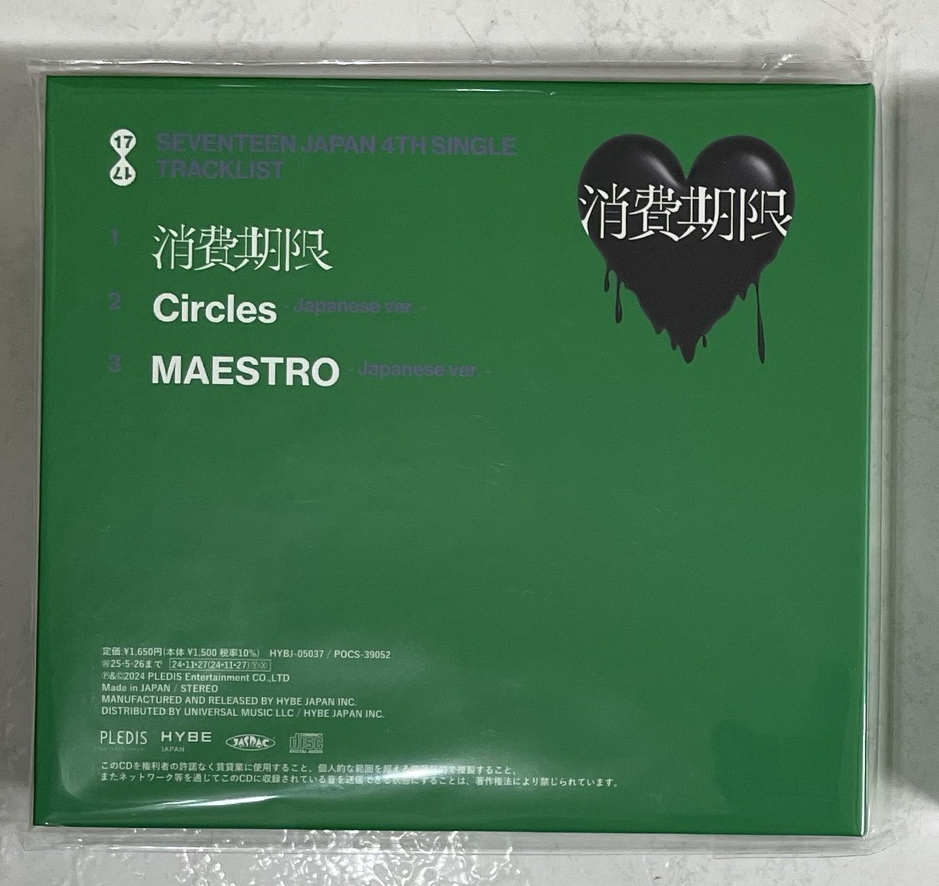 17
17
SEVENTEEN JAPAN 4TH SINGLE
TRACKLIST
消費期限
1 消費期限
2 Circles - Japanese ver. -
3 MAESTRO - Japanese ver. -
定価:¥1,650円(本体 ¥1,500 税率10%) HYBJ-05037 / POCS-39052
25・5・26まで 24・11・27(24・11・27)ⓎⓍ
℗&©2024 PLEDIS Entertainment CO.,LTD
Made in JAPAN / STEREO
MANUFACTURED AND RELEASED BY HYBE JAPAN INC.
DISTRIBUTED BY UNIVERSAL MUSIC LLC / HYBE JAPAN INC.
PLEDIS HYBE JAPAN JASRAC disc DIGITAL AUDIO
このCDを権利者の許諾なく賃貸業に使用すること、個人的な範囲を超える で複製すること、
またネットワーク等を通じてこのCDに収録されている音を送信できる状態にすることは、著作権法により禁じられています。